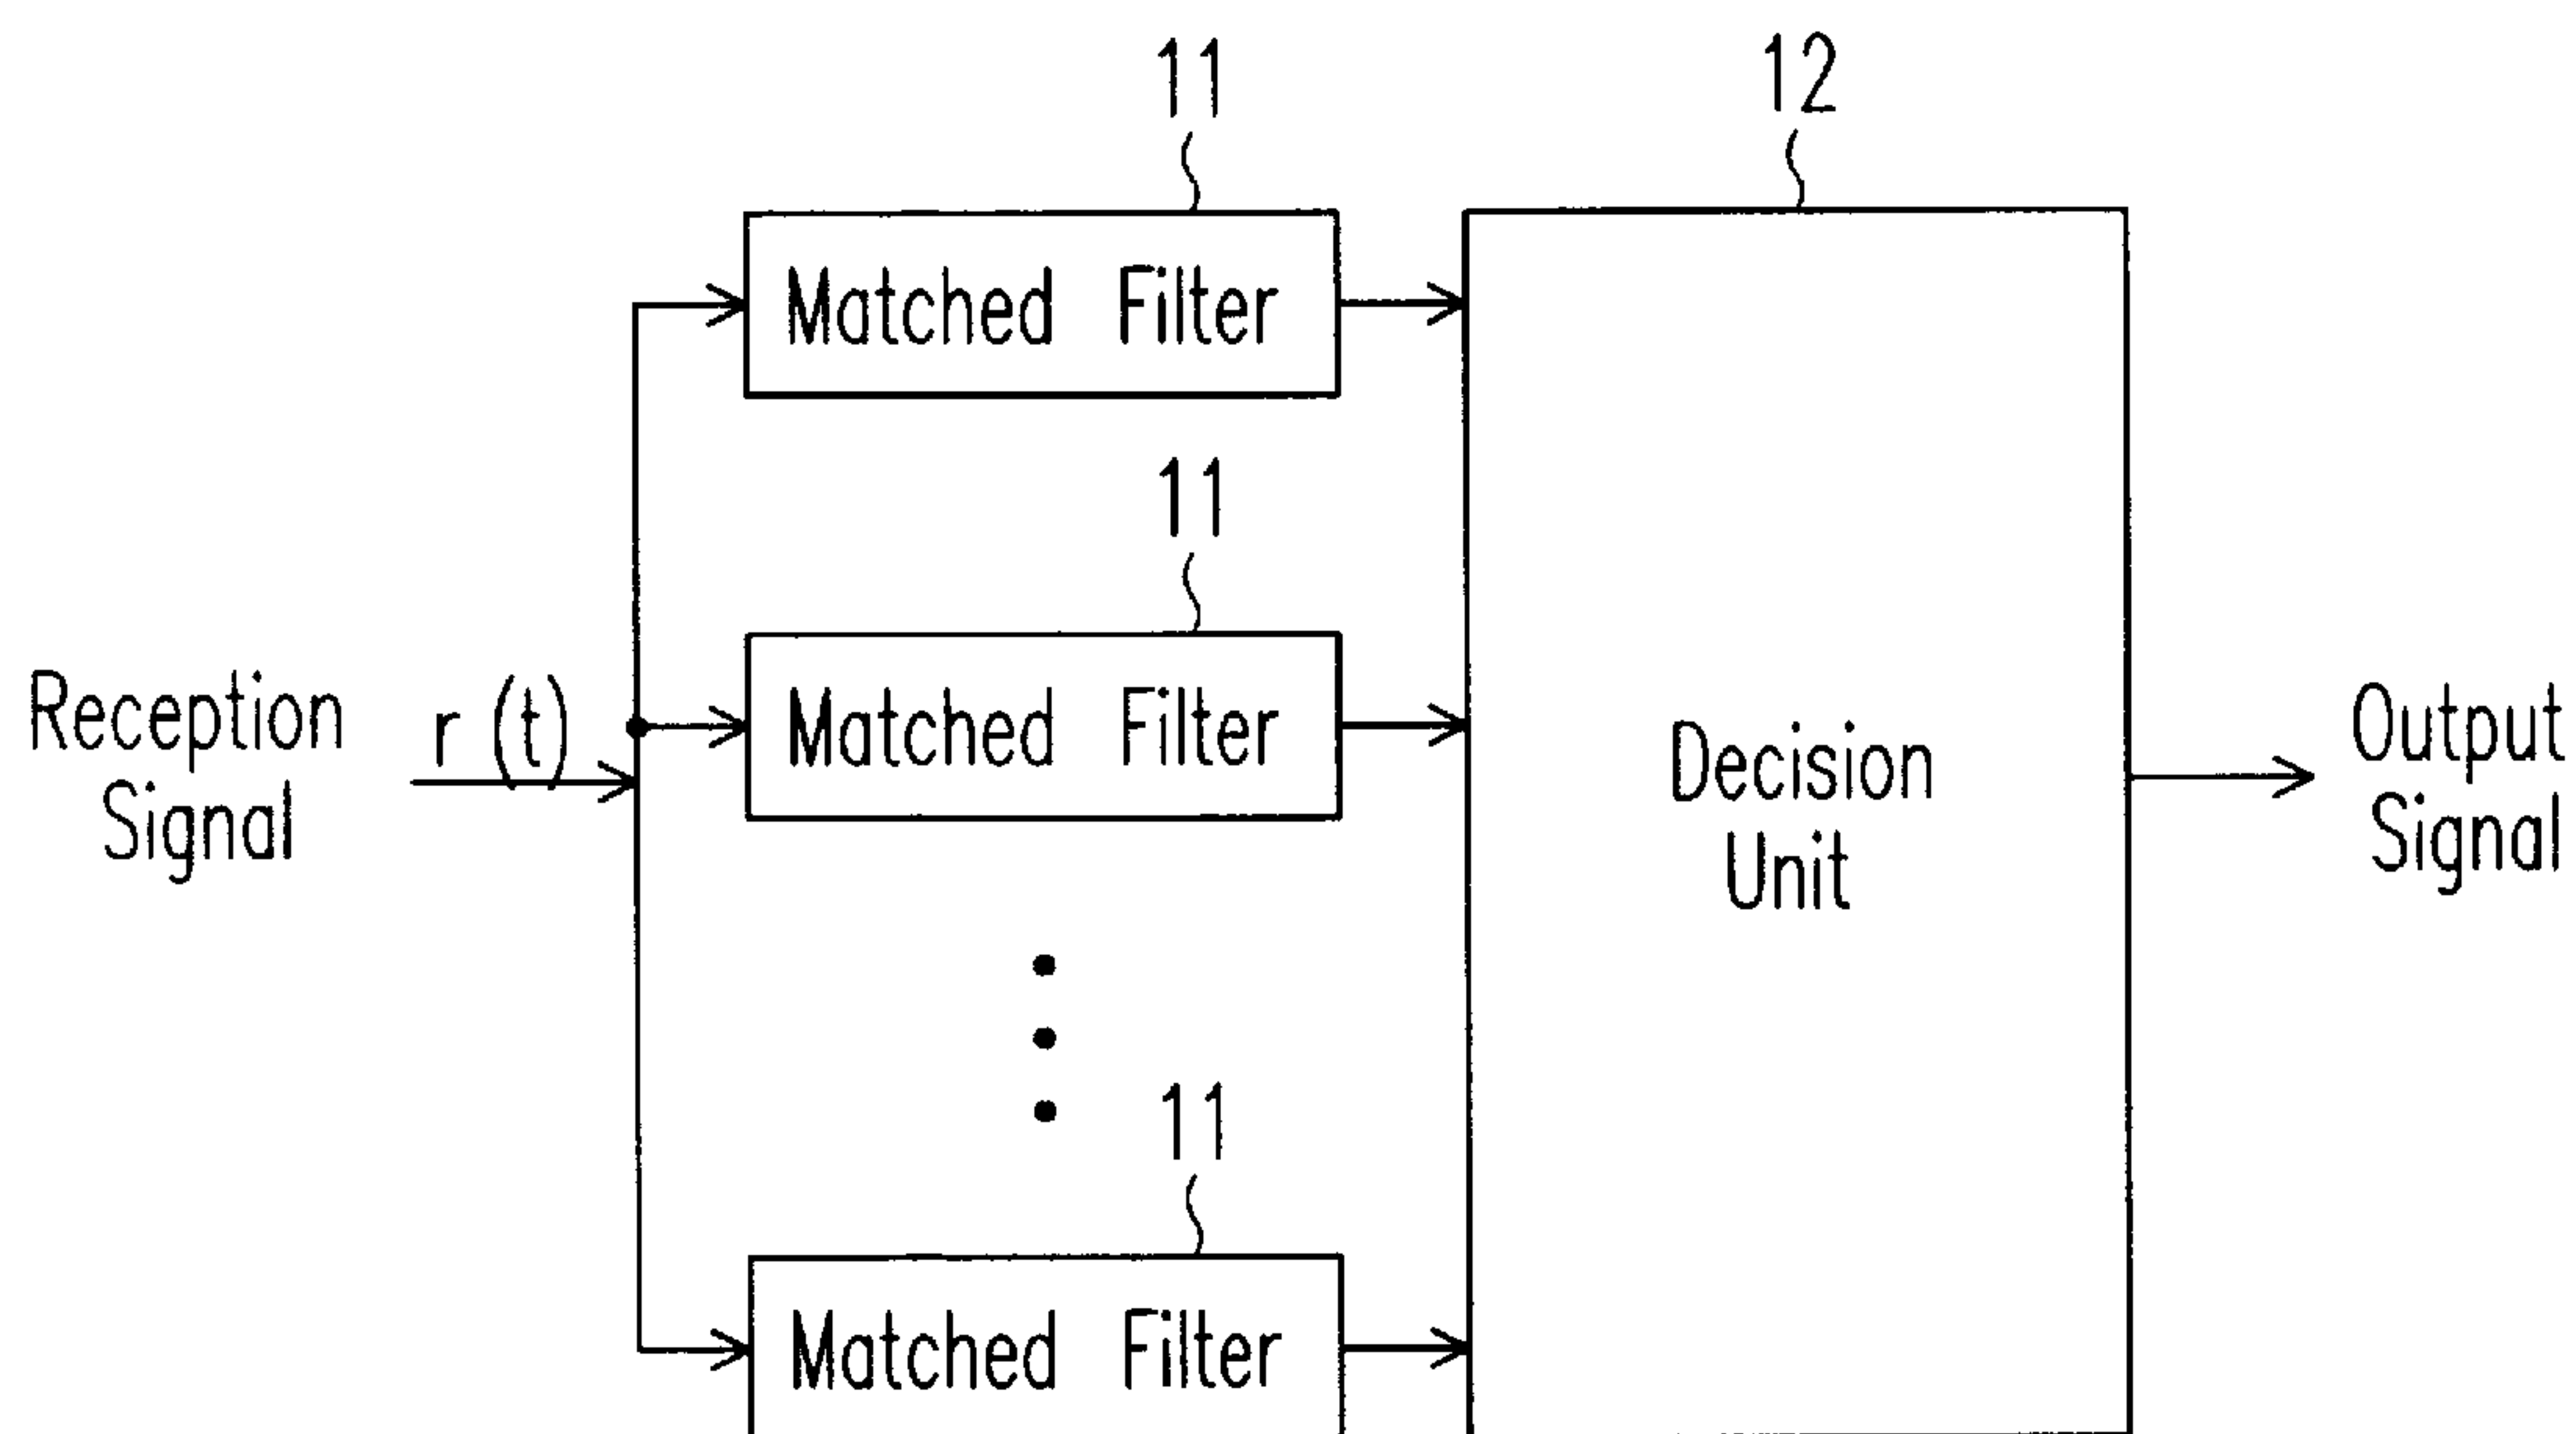 11
12
Matched Filter
11
Matched Filter
Reception
Signal
r (t)
Decision
Unit
Output
Signal
11
Matched Filter